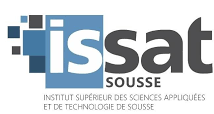 issat
SOUSSE
INSTITUT SUPÉRIEUR DES SCIENCES APPLIQUÉES
ET DE TECHNOLOGIE DE SOUSSE